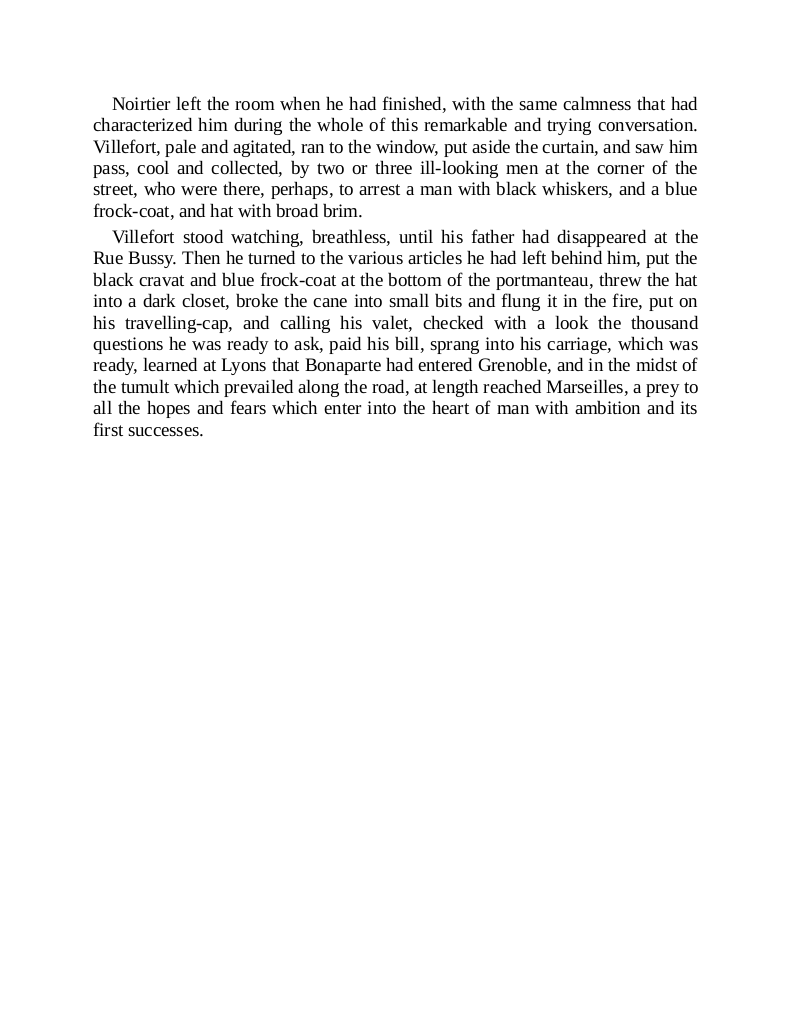 Noirtier left the room when he had finished, with the same calmness that had
characterized him during the whole of this remarkable and trying conversation.
Villefort, pale and agitated, ran to the window, put aside the curtain, and saw him
pass, cool and collected, by two or three ill-looking men at the corner of the
street, who were there, perhaps, to arrest a man with black whiskers, and a blue
frock-coat, and hat with broad brim.
Villefort stood watching, breathless, until his father had disappeared at the
Rue Bussy. Then he turned to the various articles he had left behind him, put the
black cravat and blue frock-coat at the bottom of the portmanteau, threw the hat
into a dark closet, broke the cane into small bits and flung it in the fire, put on
his travelling-cap, and calling his valet, checked with a look the thousand
questions he was ready to ask, paid his bill, sprang into his carriage, which was
ready, learned at Lyons that Bonaparte had entered Grenoble, and in the midst of
the tumult which prevailed along the road, at length reached Marseilles, a prey to
all the hopes and fears which enter into the heart of man with ambition and its
first successes.